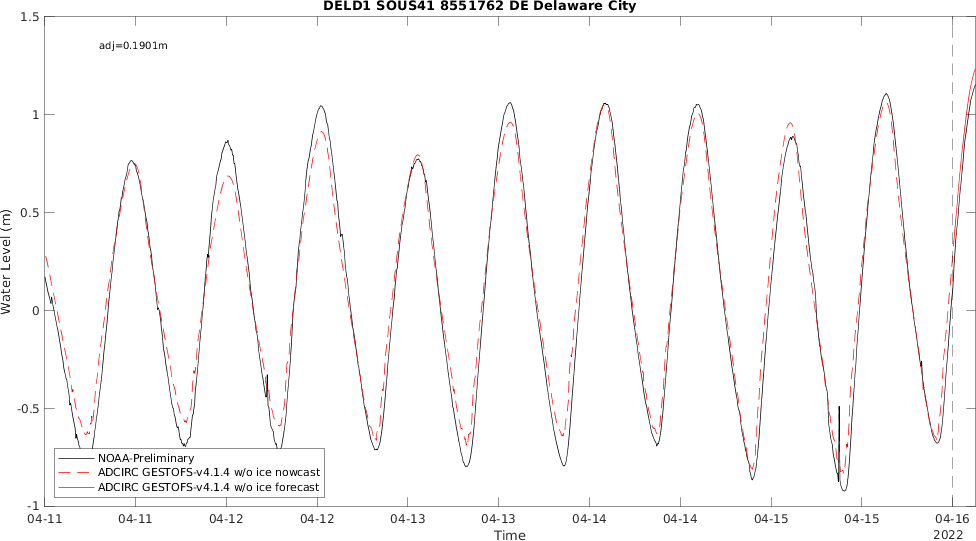 DELD1 SOUS41 8551762 DE Delaware City
adj=0.1901m
1.5
1
0.5
0
-0.5
-1
Water Level (m)
NOAA-Preliminary
ADCIRC GESTOFS-v4.1.4 w/o ice nowcast
ADCIRC GESTOFS-v4.1.4 w/o ice forecast
04-11 04-11 04-12 04-12 04-13 04-13 04-14 04-14 04-15 04-15 04-16
Time
2022